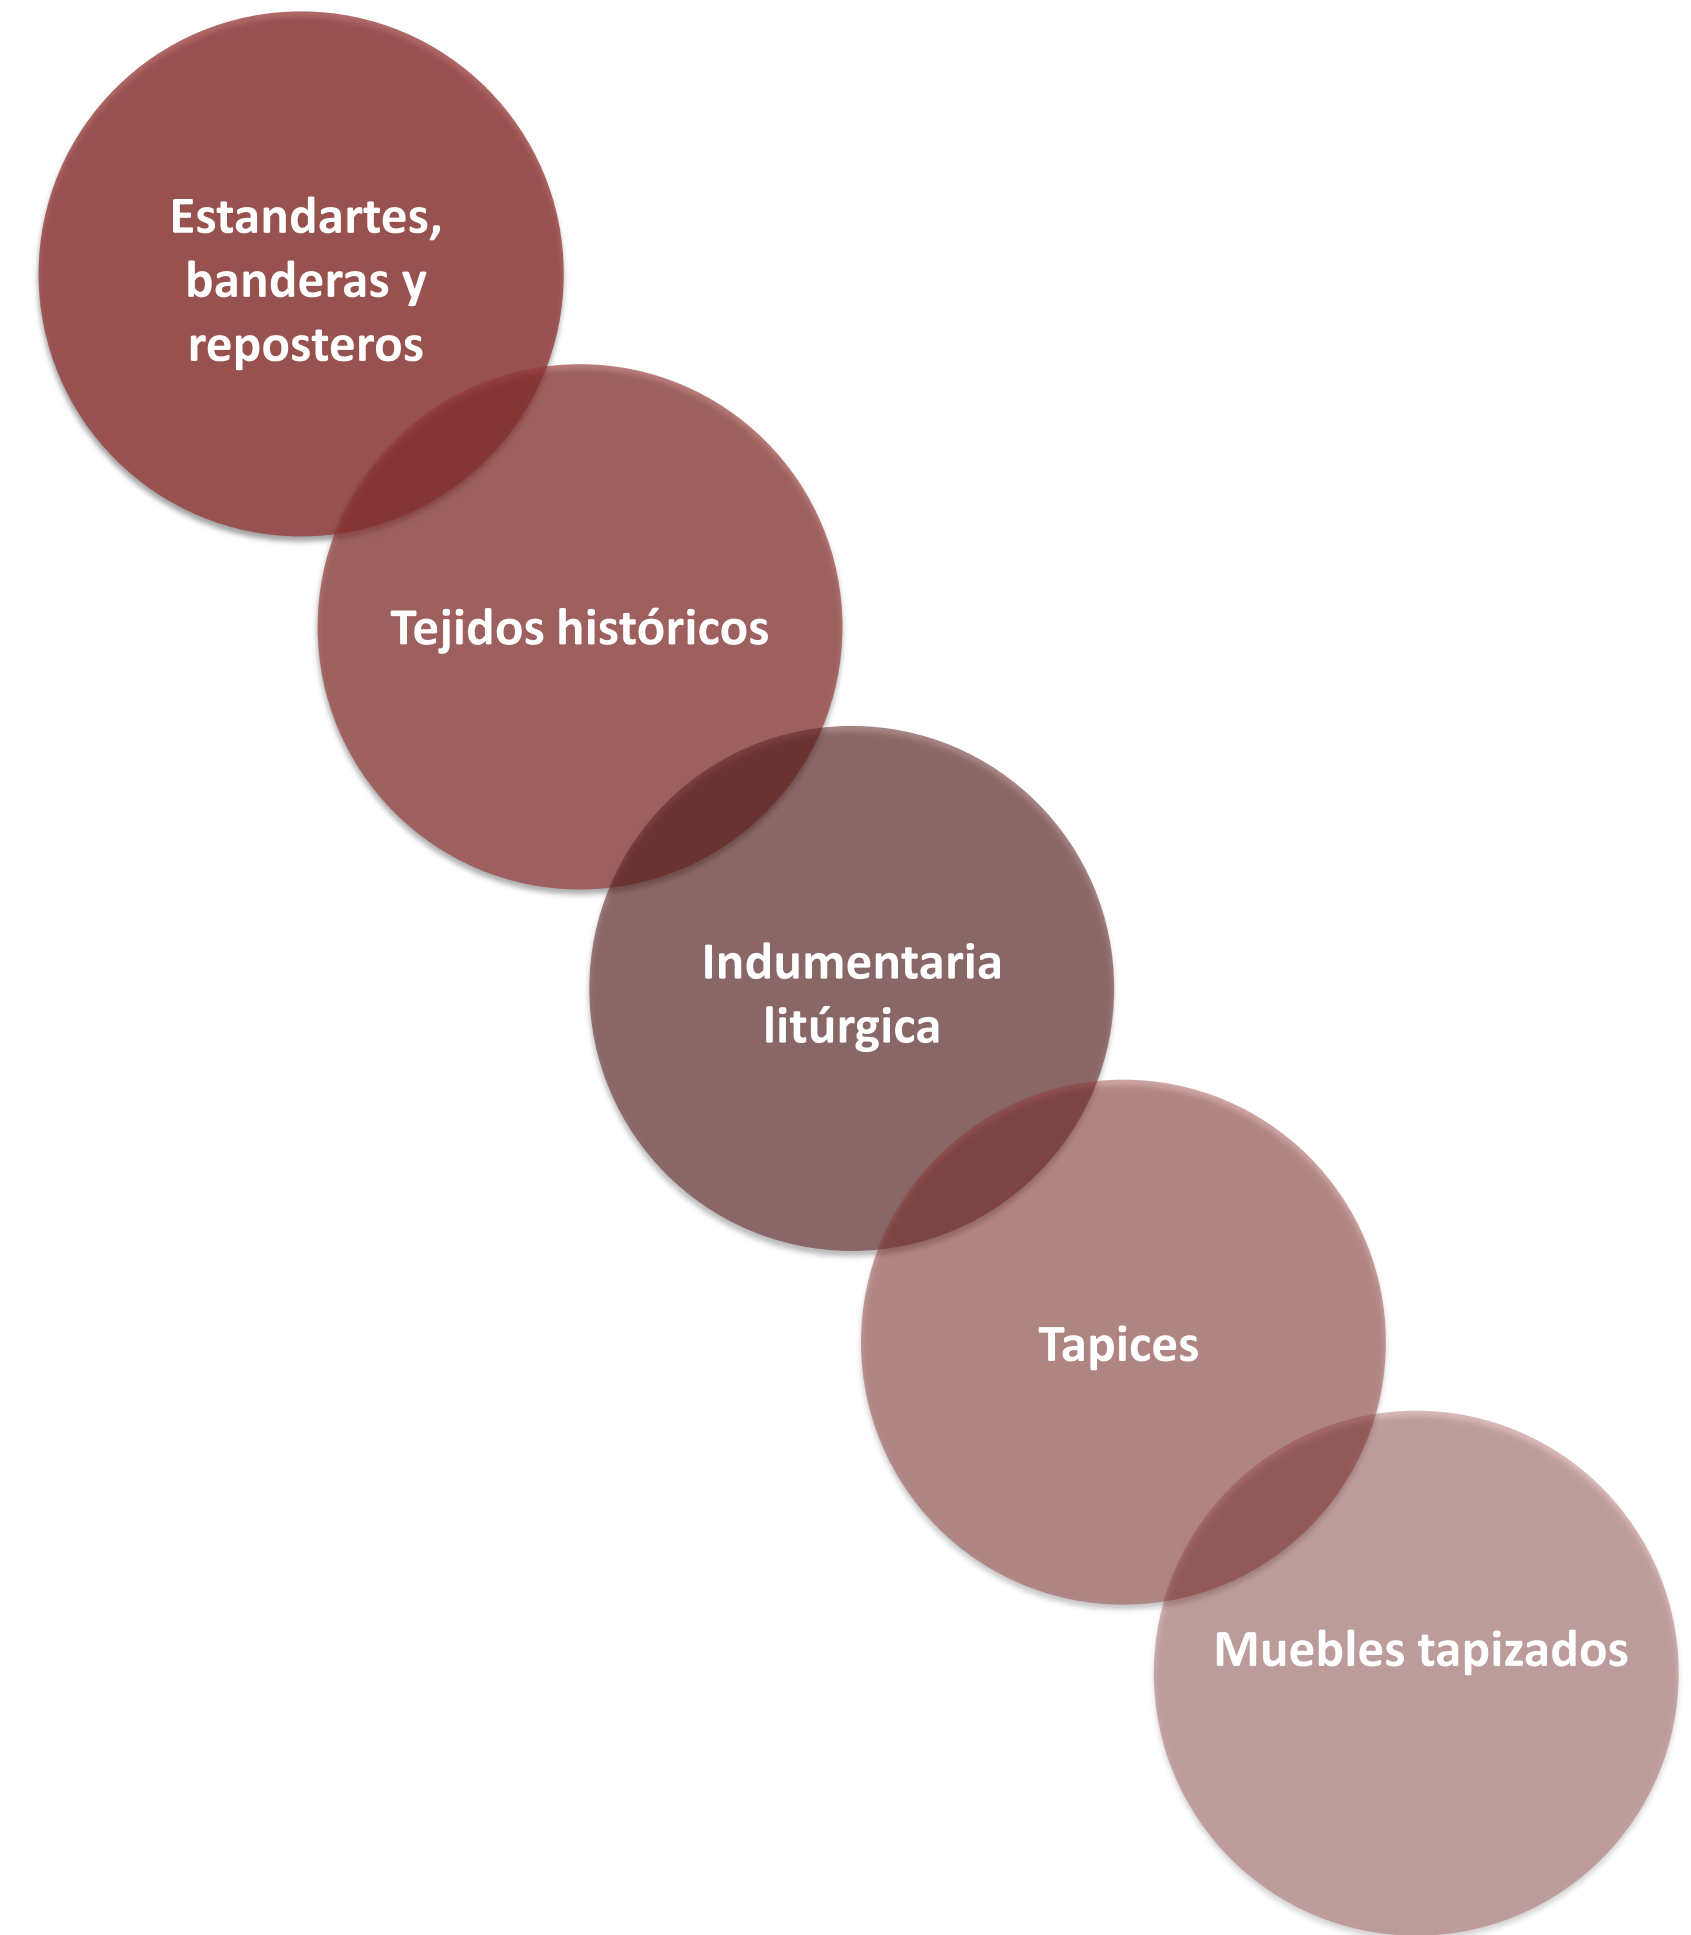 Estandartes,
banderas y
reposteros
Tejidos históricos
Indumentaria
litúrgica
Tapices
Muebles tapizados